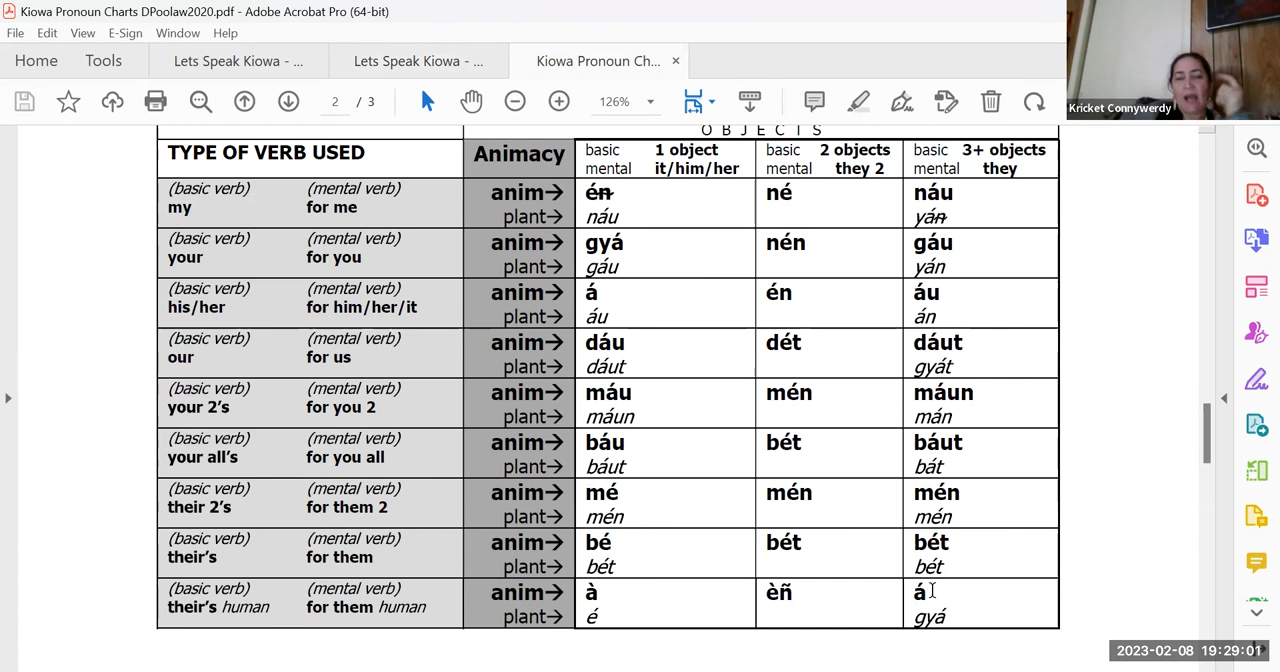 Kiowa Pronoun Charts DPoolaw2020.pdf - Adobe Acrobat Pro (64-bit)
File Edit View E-Sign Window Help
Home Tools Lets Speak Kiowa - ... Lets Speak Kiowa - ... Kiowa Pronoun Ch... ×
2 / 3 126%
Kricket Connywerdy
OBJECTS
TYPE OF VERB USED Animacy basic 1 object basic 2 objects basic 3+ objects
mental it/him/her mental they 2 mental they
(basic verb) (mental verb) anim→ én né náu
my for me plant→ náu yán
(basic verb) (mental verb) anim→ gyá nén gáu
your for you plant→ gáu yán
(basic verb) (mental verb) anim→ á én áu
his/her for him/her/it plant→ áu án
(basic verb) (mental verb) anim→ dáu dét dáut
our for us plant→ dáut gyát
(basic verb) (mental verb) anim→ máu mén máun
your 2’s for you 2 plant→ máun mán
(basic verb) (mental verb) anim→ báu bét báut
your all’s for you all plant→ báut bát
(basic verb) (mental verb) anim→ mé mén mén
their 2’s for them 2 plant→ mén mén
(basic verb) (mental verb) anim→ bé bét bét
their’s for them plant→ bét bét
(basic verb) (mental verb) anim→ à èñ á
their’s human for them human plant→ é gyá
2023-02-08 19:29:01